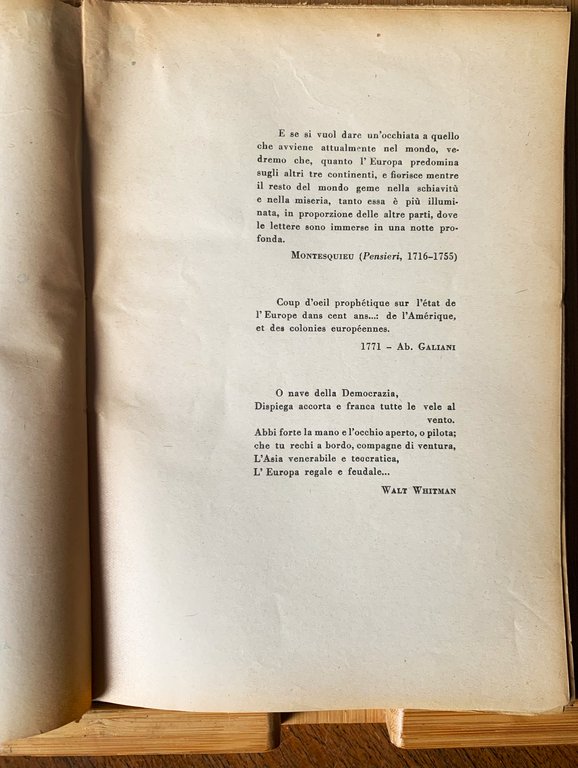 E se si vuol dare un'occhiata a quello
che avviene attualmente nel mondo, ve-
dremo che, quanto l'Europa predomina
sugli altri tre continenti, e fiorisce mentre
il resto del mondo geme nella schiavitù
e nella miseria, tanto essa è più illumi-
nata, in proporzione delle altre parti, dove
le lettere sono immerse in una notte pro-
fonda.
MONTESQUIEU (Pensieri, 1716-1755)
Coup d'oeil prophétique sur l'état de
l'Europe dans cent ans...: de l'Amérique,
et des colonies européennes.
1771 - Ab. GALIANI
O nave della Democrazia,
Dispiega accorta e franca tutte le vele al
vento.
Abbi forte la mano e l'occhio aperto, o pilota;
che tu rechi a bordo, compagne di ventura,
L'Asia venerabile e teocratica,
L'Europa regale e feudale...
WALT WHITMAN